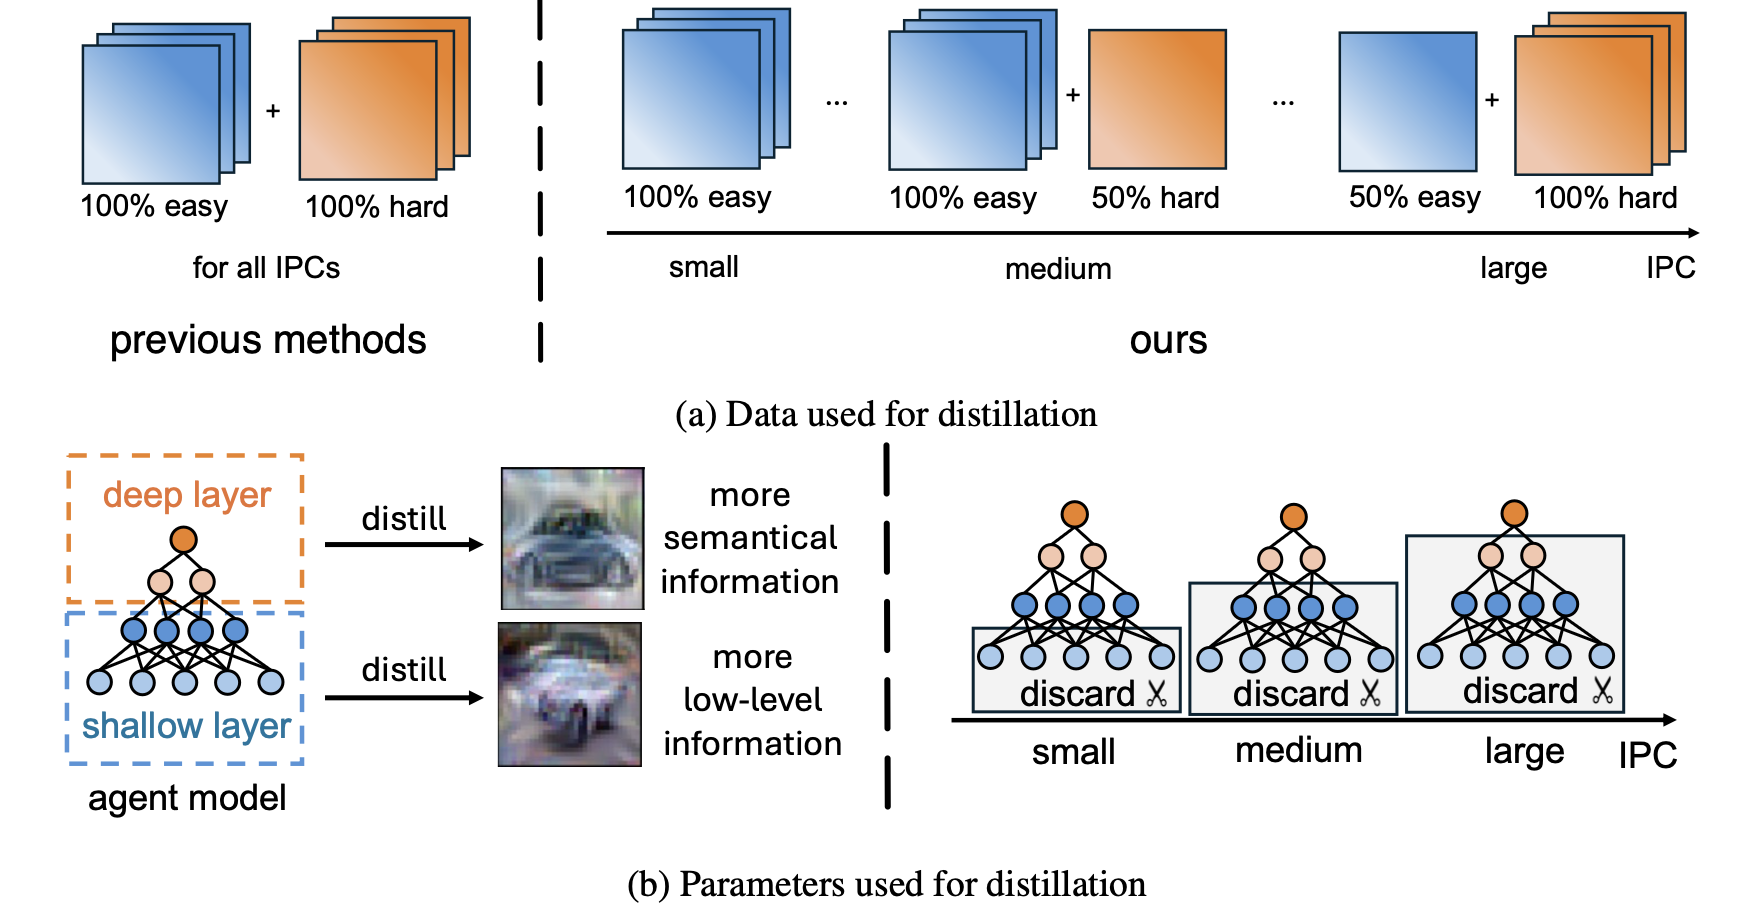 +
100% easy
100% hard
for all IPCs
previous methods
...
+
...
+
100% easy
100% easy
50% hard
50% easy
100% hard
small
medium
large
IPC
ours
(a) Data used for distillation
deep layer
shallow layer
agent model
distill
more
semantical
information
distill
more
low-level
information
discard
discard
discard
small
medium
large
IPC
(b) Parameters used for distillation